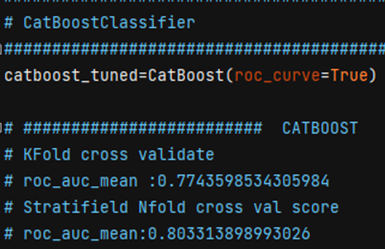 # CatBoostClassifier
########################################
catboost_tuned=CatBoost(roc_curve=True)
# ######################## CATBOOST
# KFold cross validate
# roc_auc_mean :0.7743598534305984
# Stratifield Nfold cross val score
# roc_auc_mean:0.803313898993026